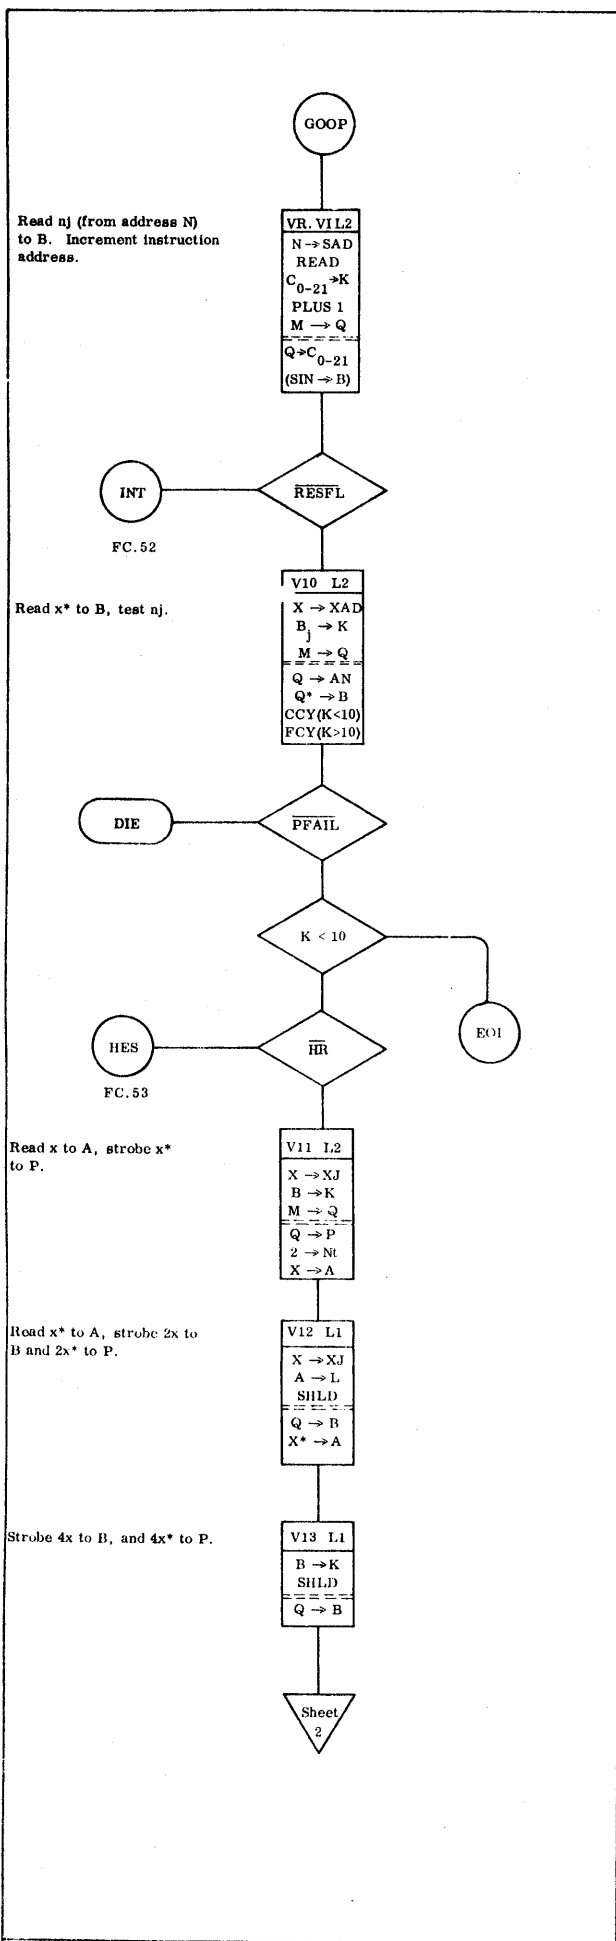 GOOP
Read nj (from address N)
to B. Increment instruction
address.
VR. VI L2
N → SAD
READ
C0-21 → K
PLUS 1
M → Q
Q → C0-21
(SIN → B)
INT
RESFL
FC.52
Read x* to B, test nj.
V10 L2
X → XAD
Bj → K
M → Q
Q → AN
Q* → B
CCY(K<10)
FCY(K>10)
DIE
PFAIL
K < 10
EOI
HES
HR
FC.53
Read x to A, strobe x*
to P.
V11 L2
X → XJ
B → K
M → Q
Q → P
2 → Nt
X → A
Read x* to A, strobe 2x to
B and 2x* to P.
V12 L1
X → XJ
A → L
SHLD
Q → B
X* → A
Strobe 4x to B, and 4x* to P.
V13 L1
B → K
SHLD
Q → B
Sheet
2